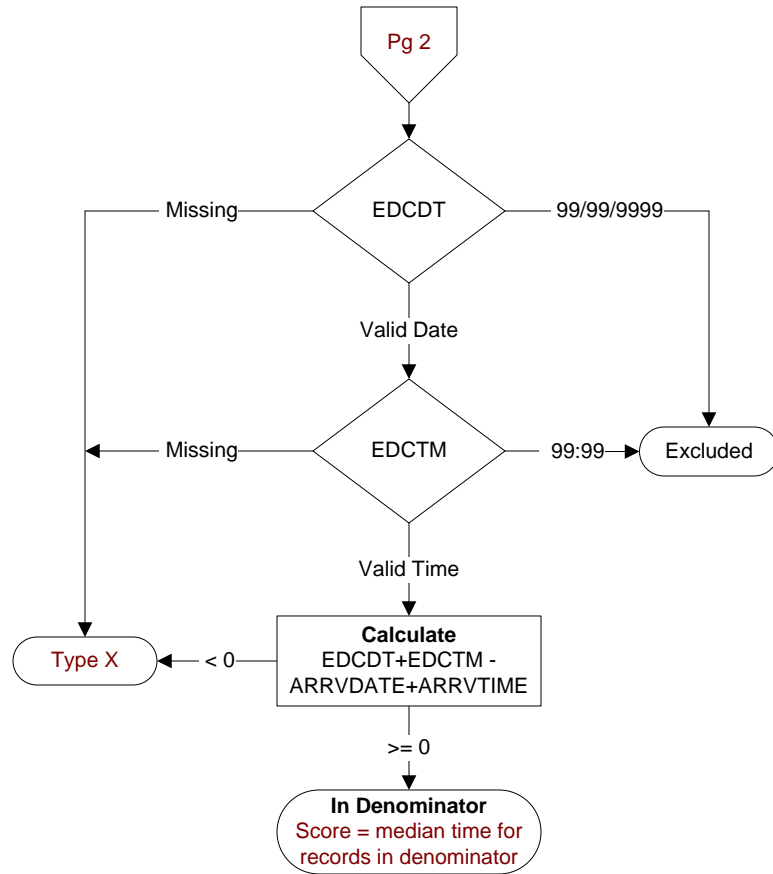 Pg 2
EDCDT
Missing
99/99/9999
Valid Date
EDCTM
Missing
99:99
Excluded
Valid Time
Calculate
EDCDT+EDCTM -
ARRVDATE+ARRVTIME
< 0
Type X
>= 0
In Denominator
Score = median time for
records in denominator